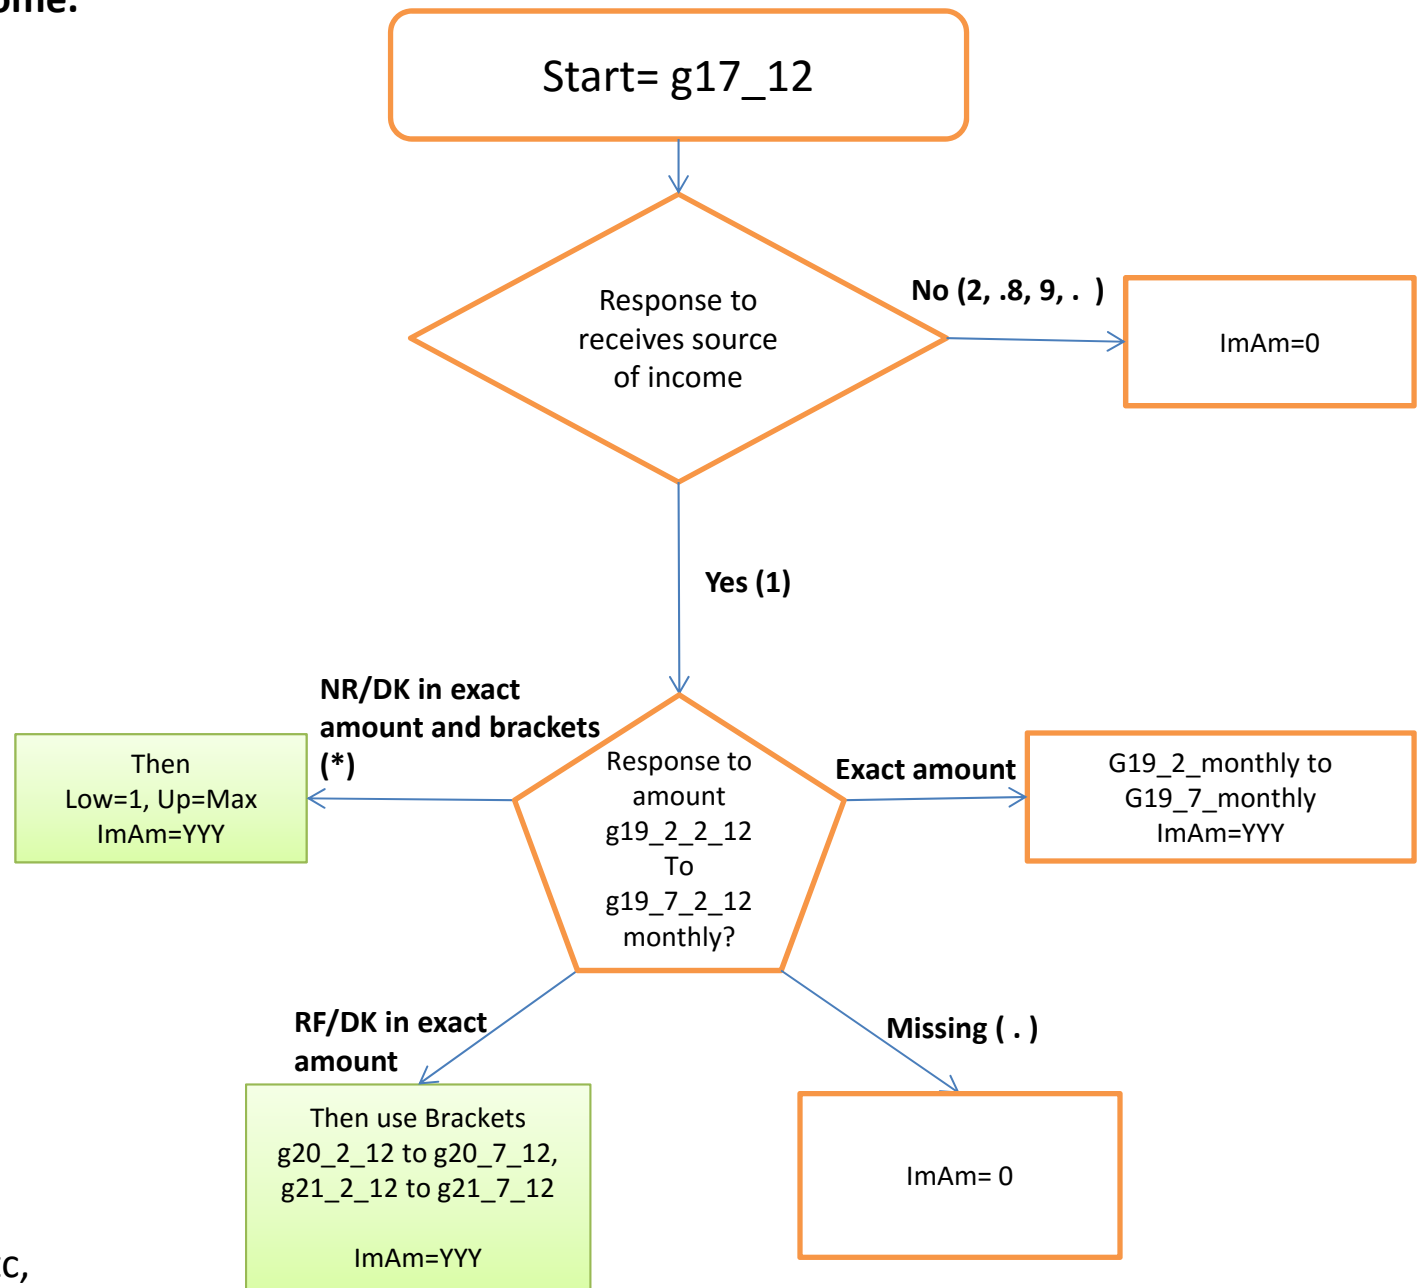 ome.
Start= g17_12
Response to
receives source
of income
No (2, .8, 9, . )
ImAm=0
Yes (1)
NR/DK in exact
amount and brackets
(*)
Then
Low=1, Up=Max
ImAm=YYY
Response to
amount
g19_2_2_12
To
g19_7_2_12
monthly?
Exact amount
G19_2_monthly to
G19_7_monthly
ImAm=YYY
RF/DK in exact
amount
Missing ( . )
Then use Brackets
g20_2_12 to g20_7_12,
g21_2_12 to g21_7_12
ImAm=YYY
ImAm= 0
c,